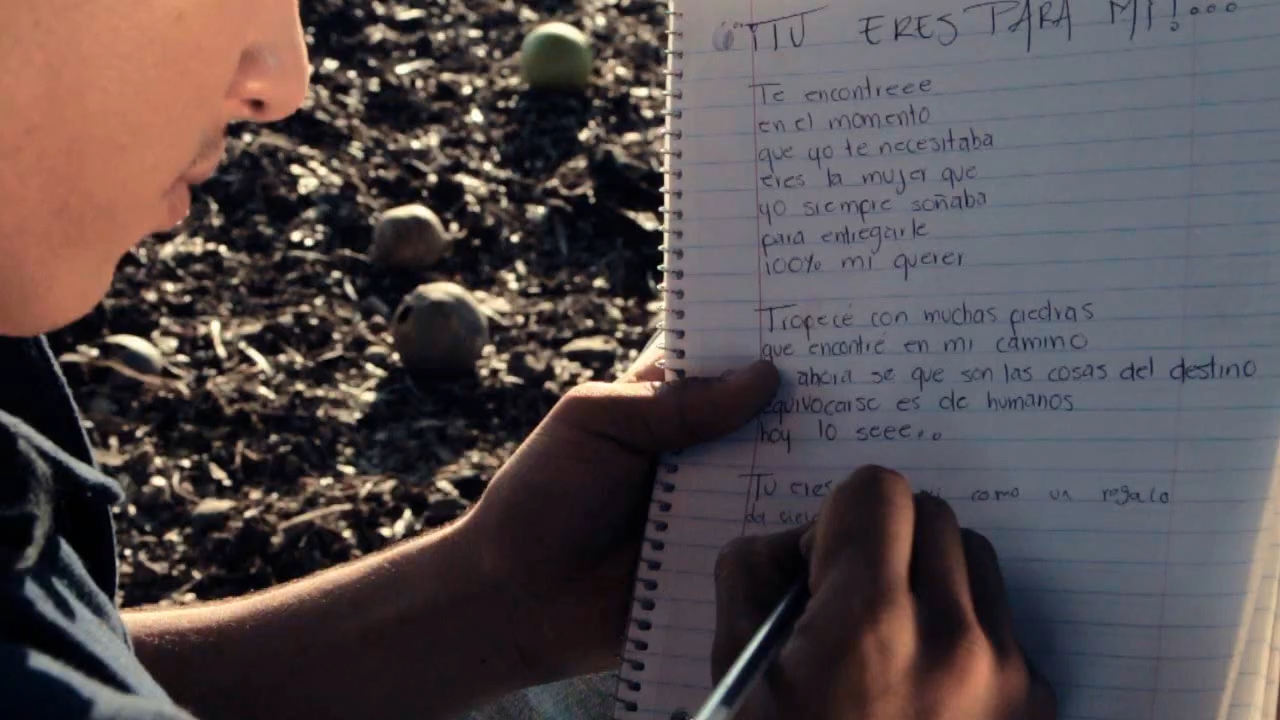 TU ERES PARA MI!...
Te encontreee
en el momento
que yo te necesitaba
eres la mujer que
yo siempre soñaba
para entregarle
100% mi querer
Tropecé con muchas piedras
que encontré en mi camino
ahora se que son las cosas del destino
equivocarse es de humanos
hoy lo seee...
Tu eres como un regalo